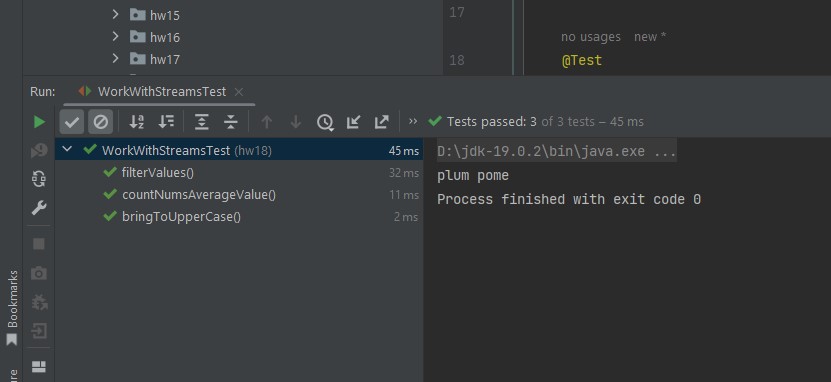 hw15
hw16
hw17
17
no usages new *
18 @Test
Run: WorkWithStreamsTest
Tests passed: 3 of 3 tests – 45 ms
WorkWithStreamsTest (hw18) 45 ms
filterValues() 32 ms
countNumsAverageValue() 11 ms
bringToUpperCase() 2 ms
D:\jdk-19.0.2\bin\java.exe ...
plum pome
Process finished with exit code 0
Bookmarks